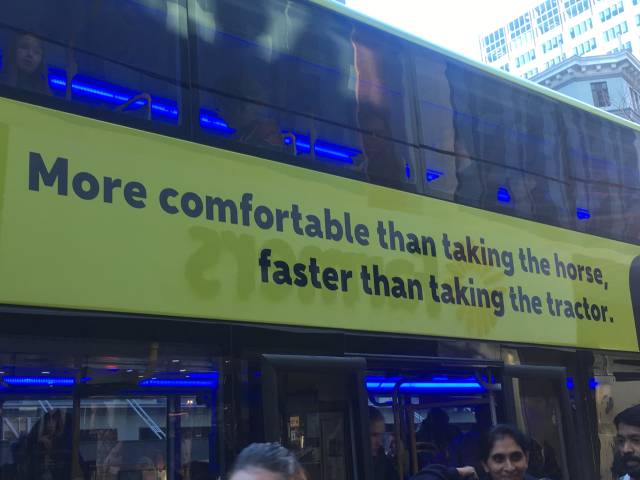 More comfortable than taking the horse,
faster than taking the tractor.